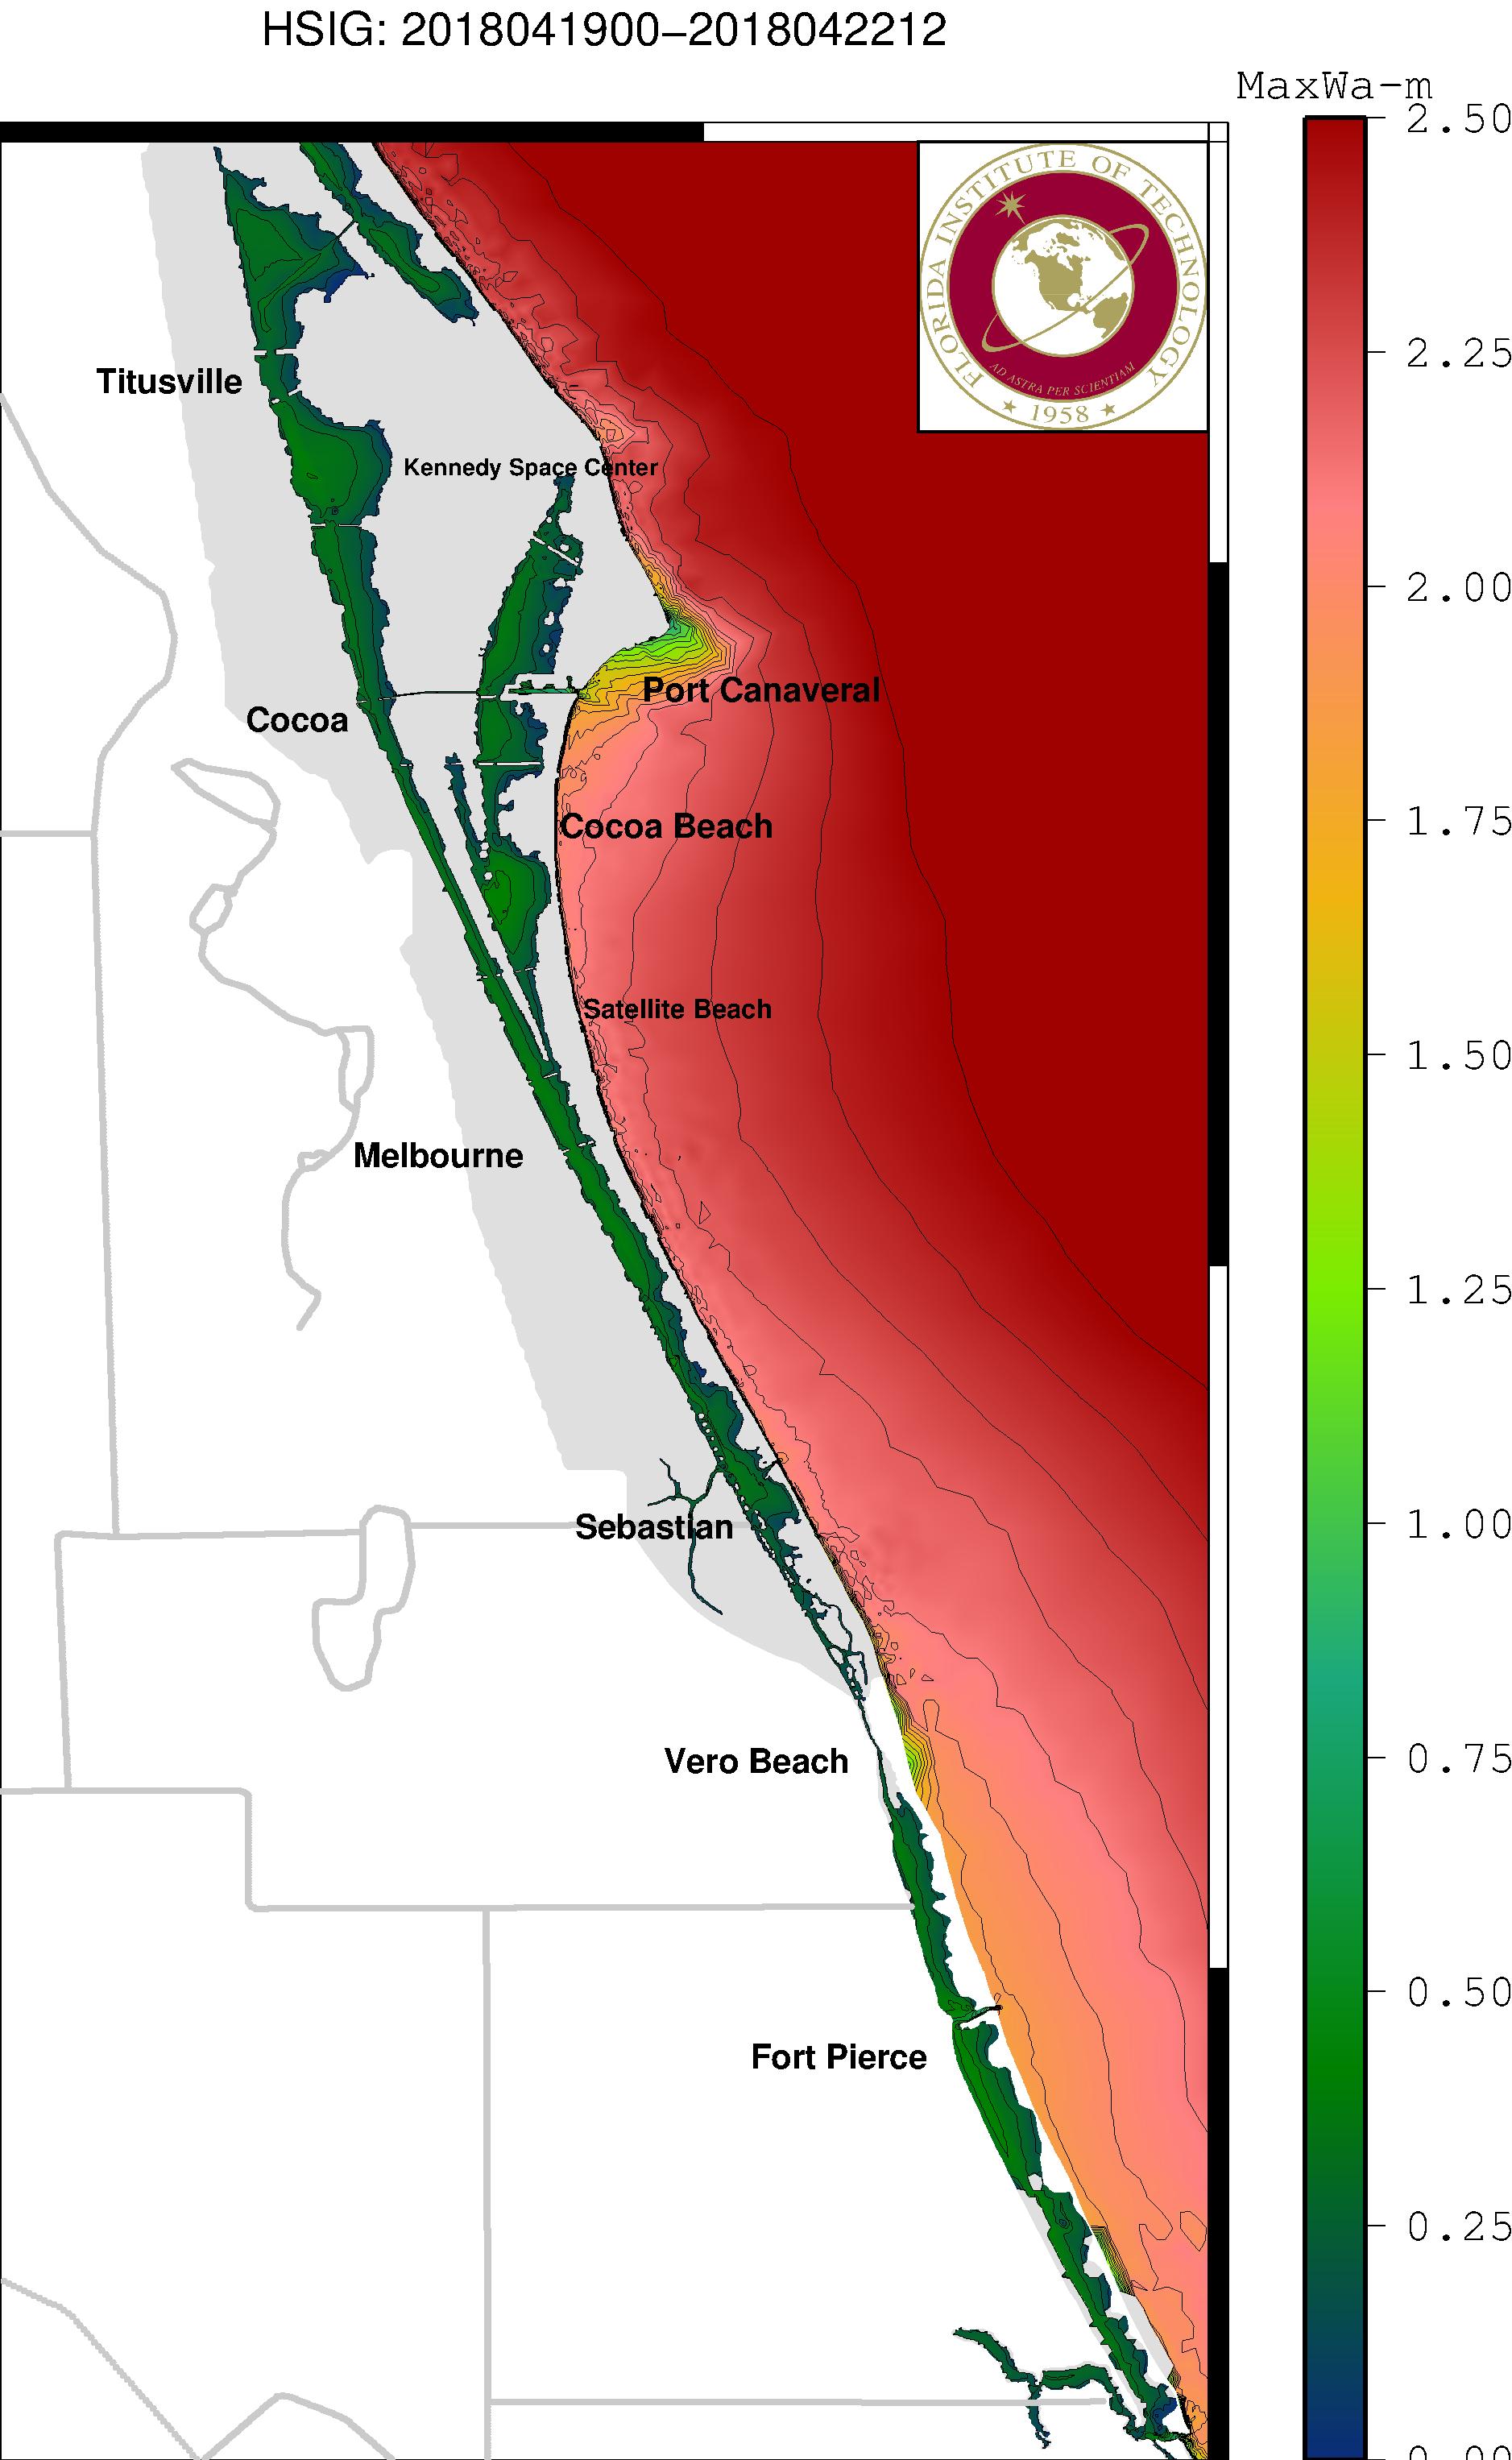 HSIG: 2018041900–2018042212
MaxWa-m
2.50
2.25
2.00
1.75
1.50
1.25
1.00
0.75
0.50
0.25
0.00
FLORIDA INSTITUTE OF TECHNOLOGY
AD ASTRA PER SCIENTIAM
★ 1958 ★
Titusville
Kennedy Space Center
Port Canaveral
Cocoa
Cocoa Beach
Satellite Beach
Melbourne
Sebastian
Vero Beach
Fort Pierce